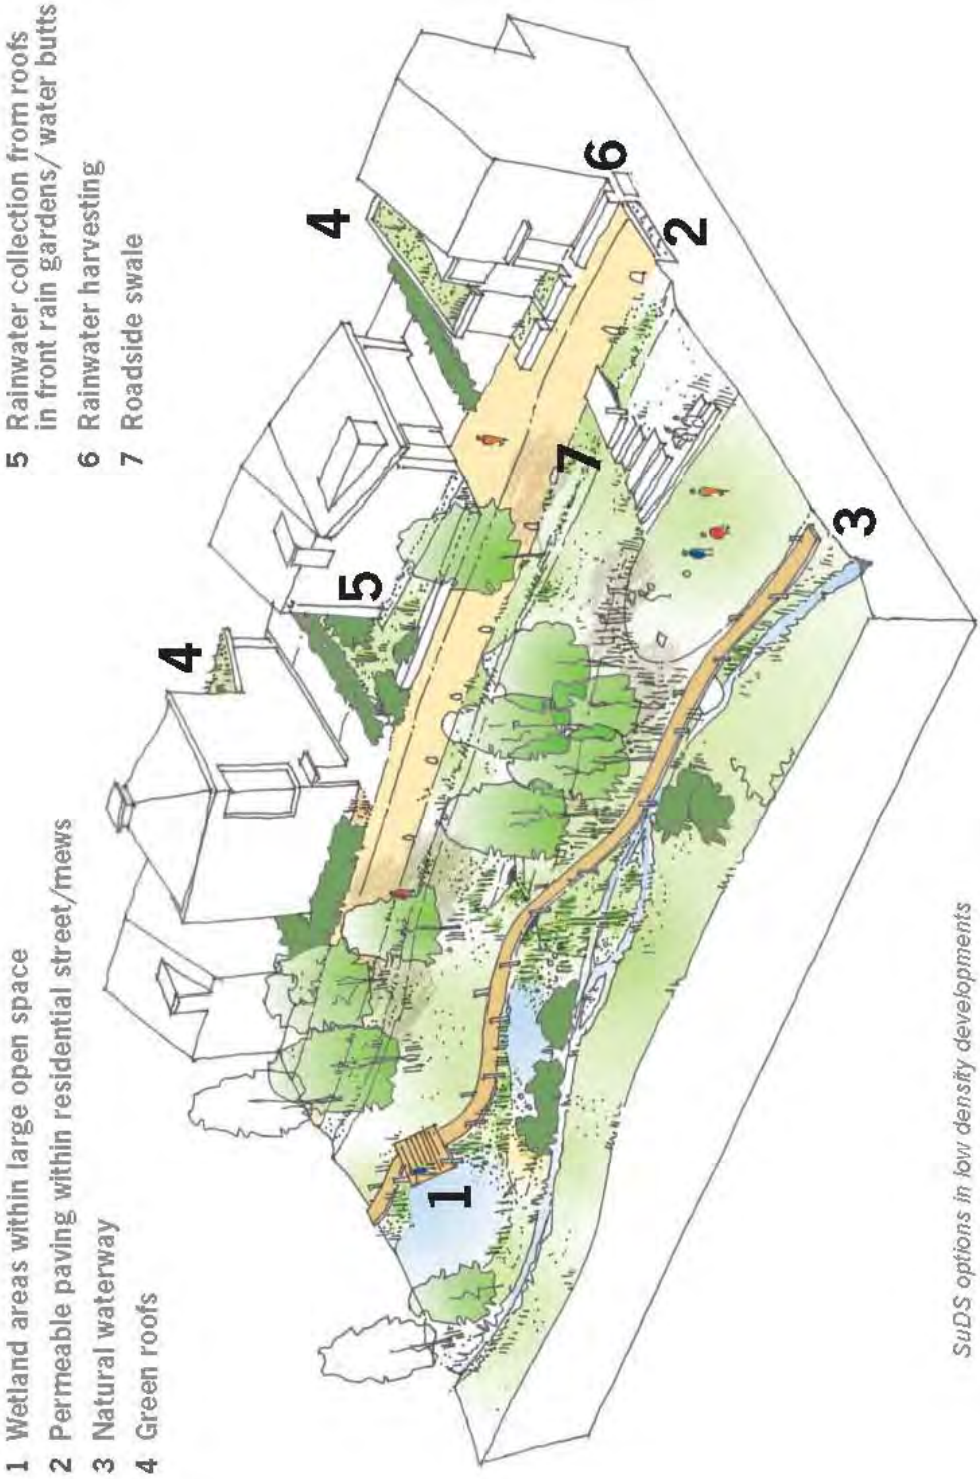 1 Wetland areas within large open space
2 Permeable paving within residential street/mews
3 Natural waterway
4 Green roofs
5 Rainwater collection from roofs
in front rain gardens/ water butts
6 Rainwater harvesting
7 Roadside swale
4
4
5
6
2
7
1
3
SuDS options in low density developments